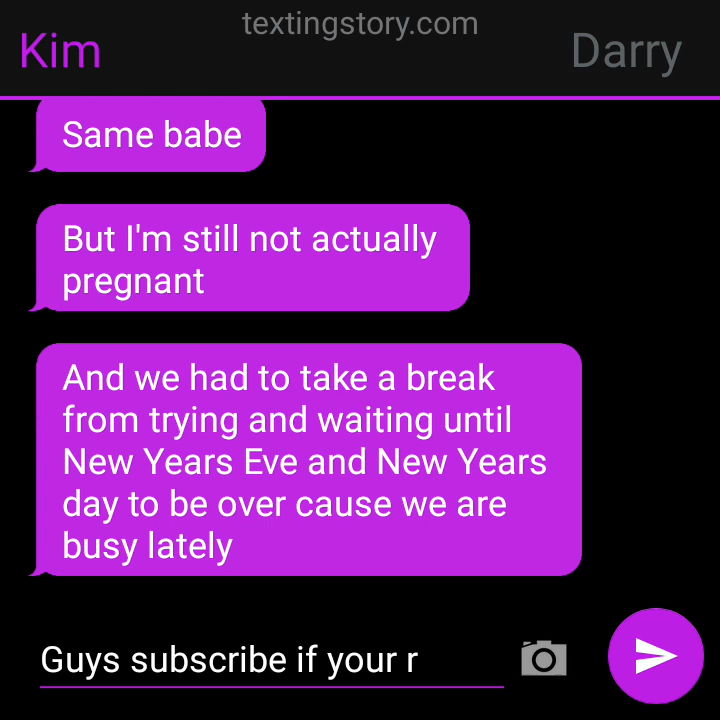 textingstory.com
Kim
Darry
Same babe
But I'm still not actually
pregnant
And we had to take a break
from trying and waiting until
New Years Eve and New Years
day to be over cause we are
busy lately
Guys subscribe if your r